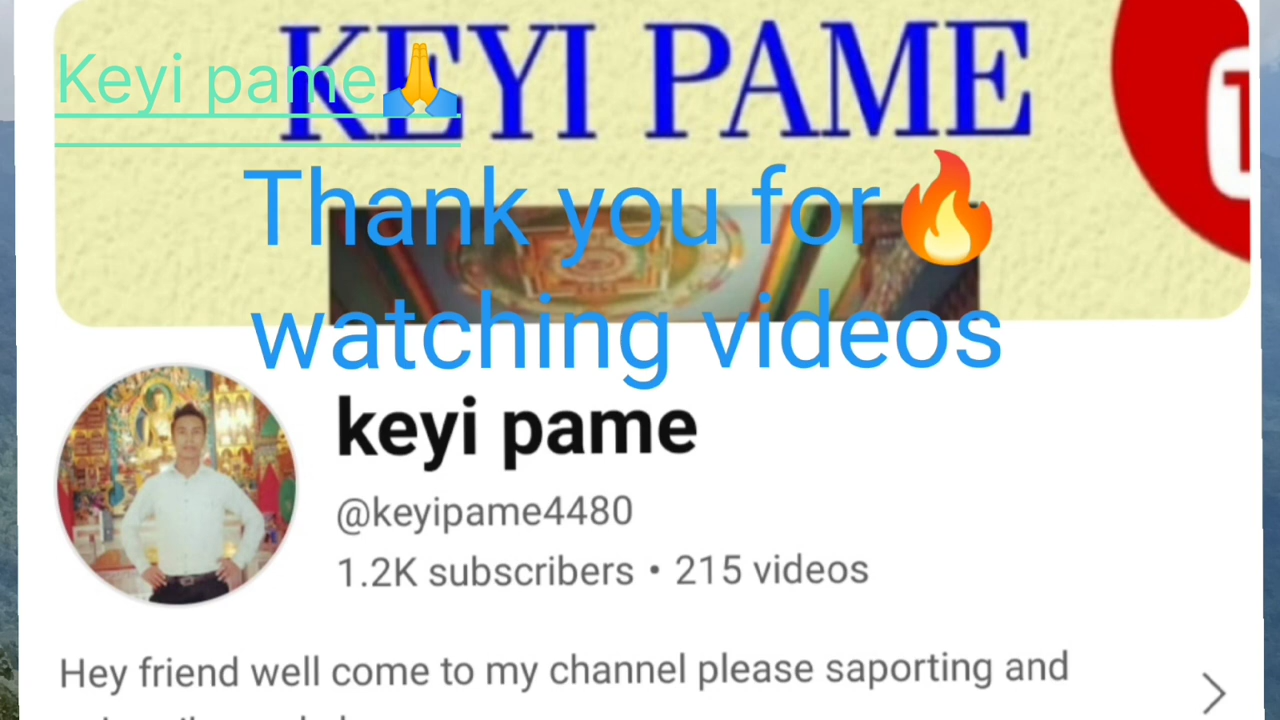 KEYI PAME
Keyi pame🙏
Thank you for🔥
watching videos
keyi pame
@keyipame4480
1.2K subscribers • 215 videos
Hey friend well come to my channel please saporting and